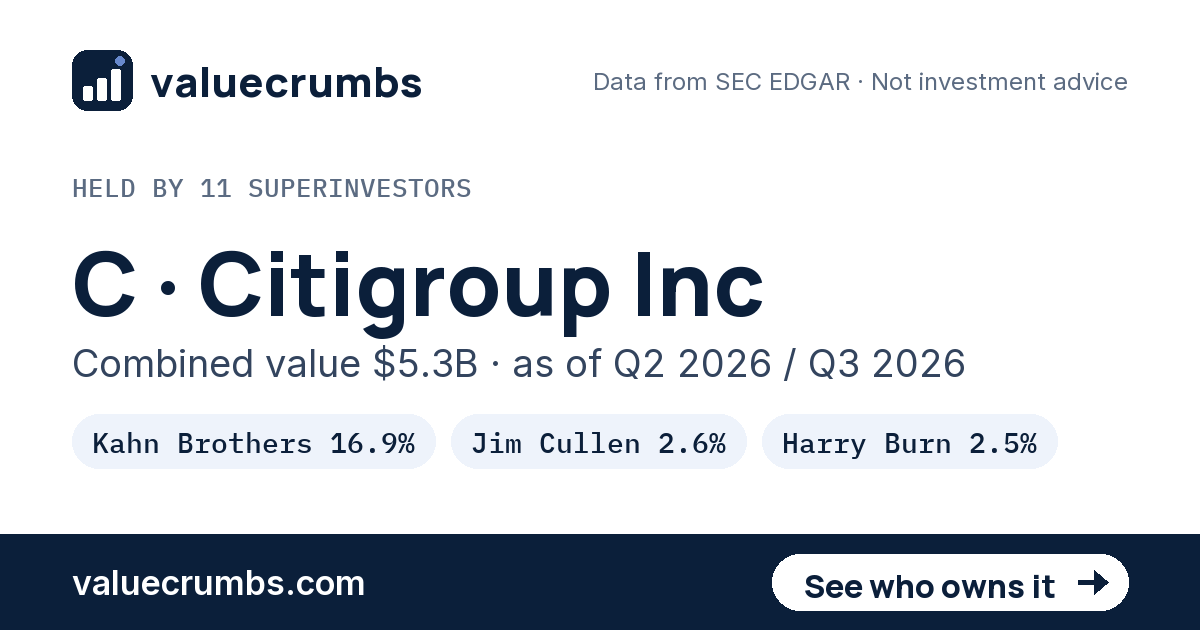 valuecrumbs
Data from SEC EDGAR · Not investment advice
HELD BY 11 SUPERINVESTORS
C · Citigroup Inc
Combined value $5.3B · as of Q2 2026 / Q3 2026
Kahn Brothers 16.9%
Jim Cullen 2.6%
Harry Burn 2.5%
valuecrumbs.com
See who owns it